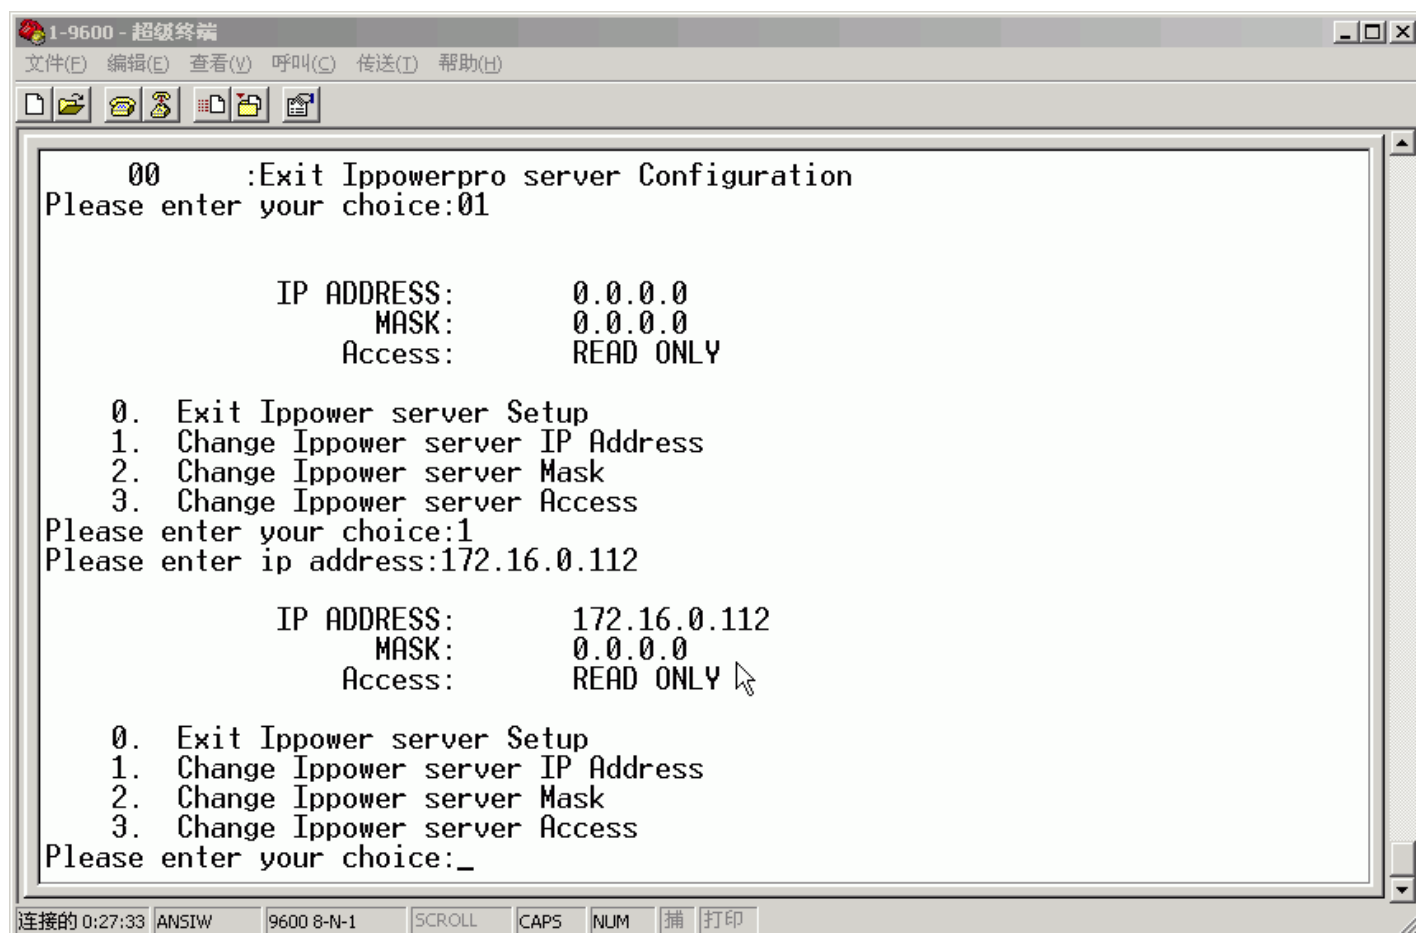 1-9600 - 超级终端
文件(F) 编辑(E) 查看(V) 呼叫(C) 传送(T) 帮助(H)
00 :Exit Ippowerpro server Configuration
Please enter your choice:01
IP ADDRESS: 0.0.0.0
MASK: 0.0.0.0
Access: READ ONLY
0. Exit Ippower server Setup
1. Change Ippower server IP Address
2. Change Ippower server Mask
3. Change Ippower server Access
Please enter your choice:1
Please enter ip address:172.16.0.112
IP ADDRESS: 172.16.0.112
MASK: 0.0.0.0
Access: READ ONLY
0. Exit Ippower server Setup
1. Change Ippower server IP Address
2. Change Ippower server Mask
3. Change Ippower server Access
Please enter your choice:_
连接的 0:27:33 ANSIW 9600 8-N-1 SCROLL CAPS NUM 捕 打印